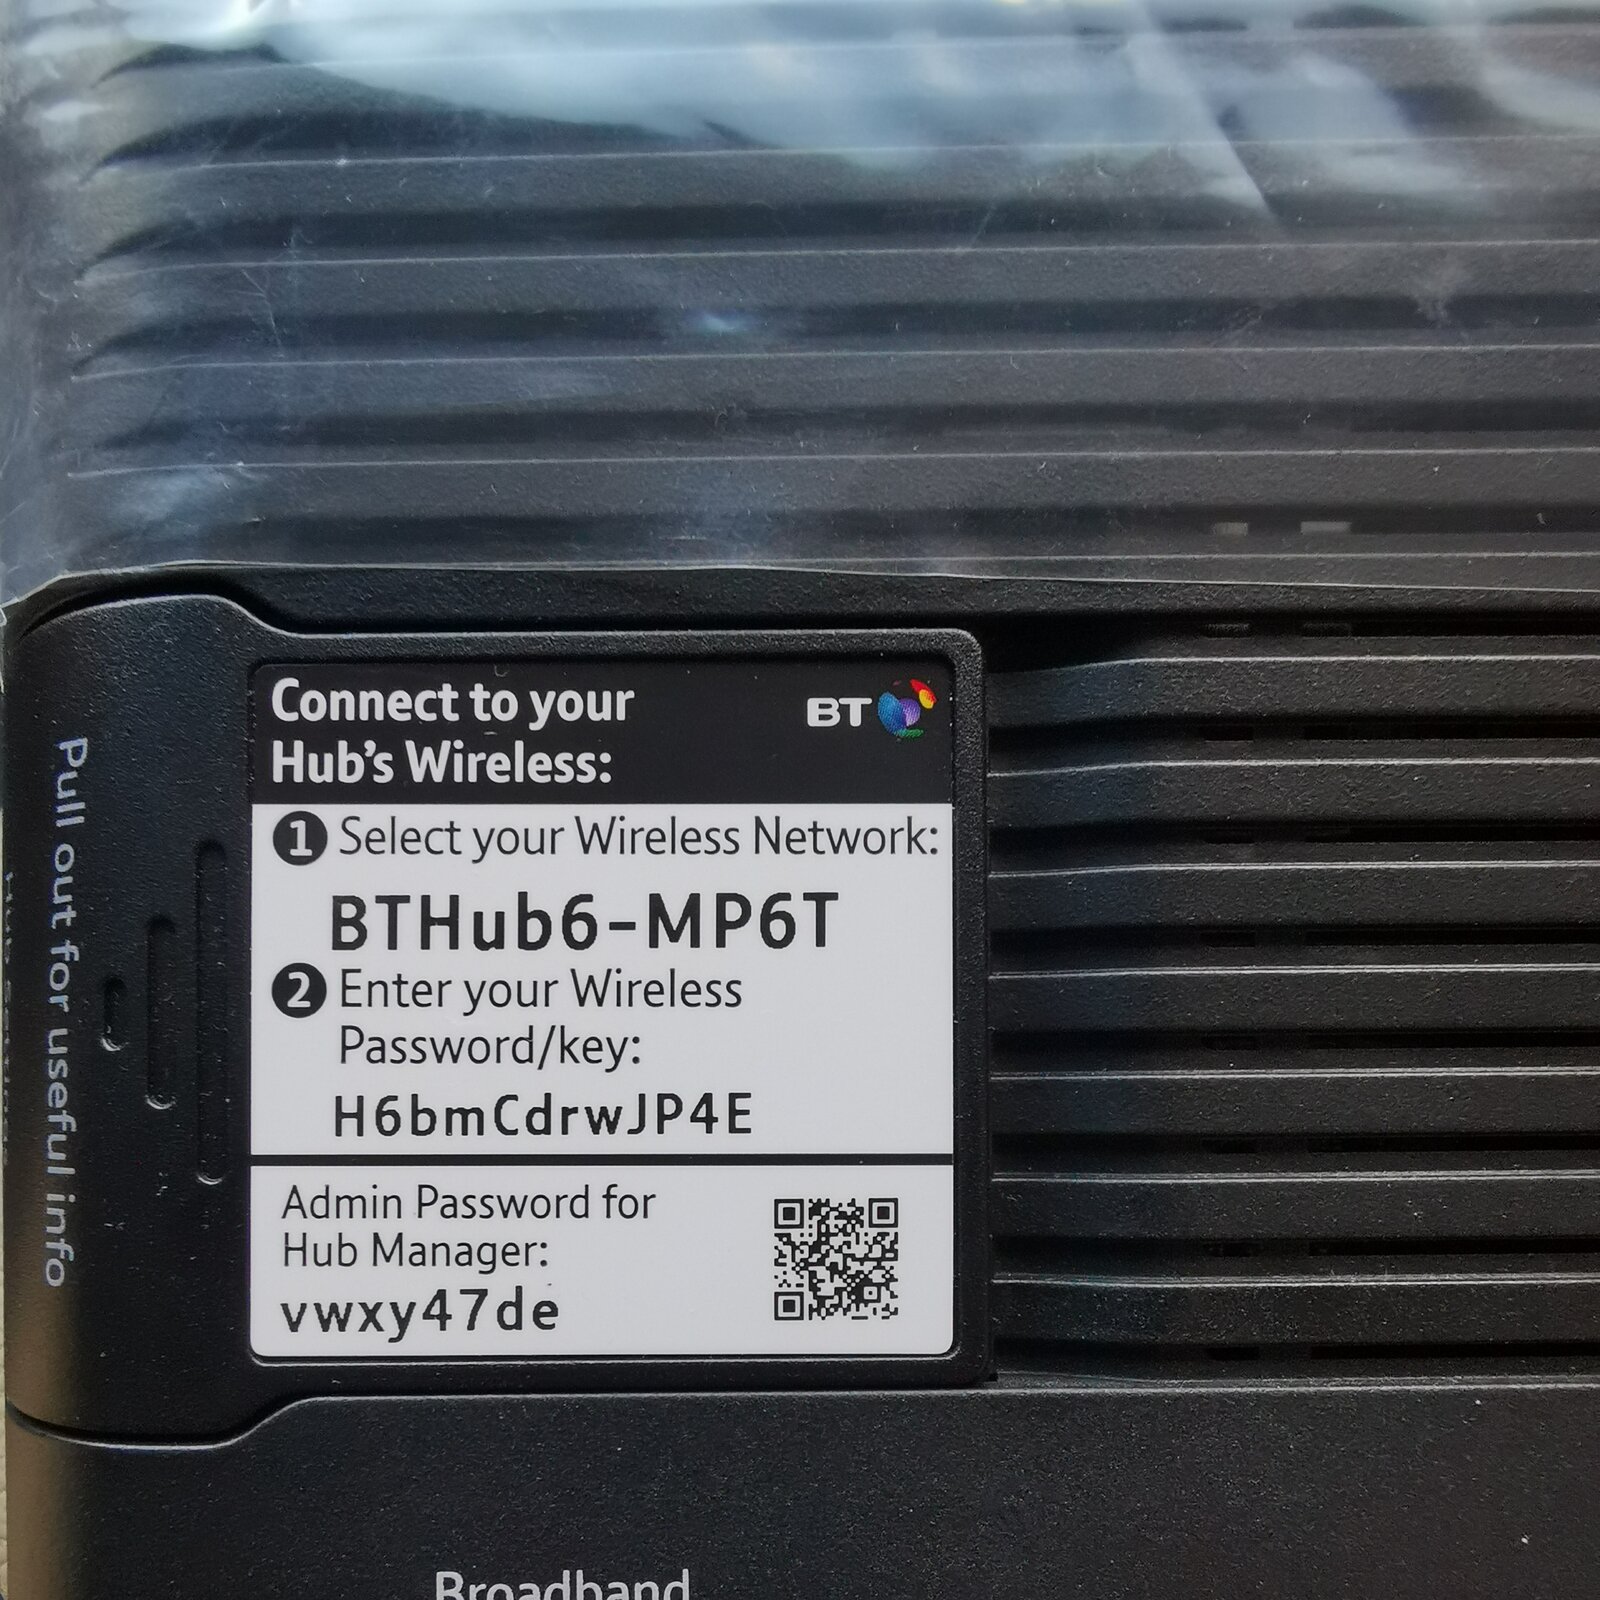 Connect to your
Hub's Wireless:
BT
1 Select your Wireless Network:
BTHub6-MP6T
2 Enter your Wireless
Password/key:
H6bmCdrwJP4E
Admin Password for
Hub Manager:
vwxy47de
Pull out for useful info
Broadband